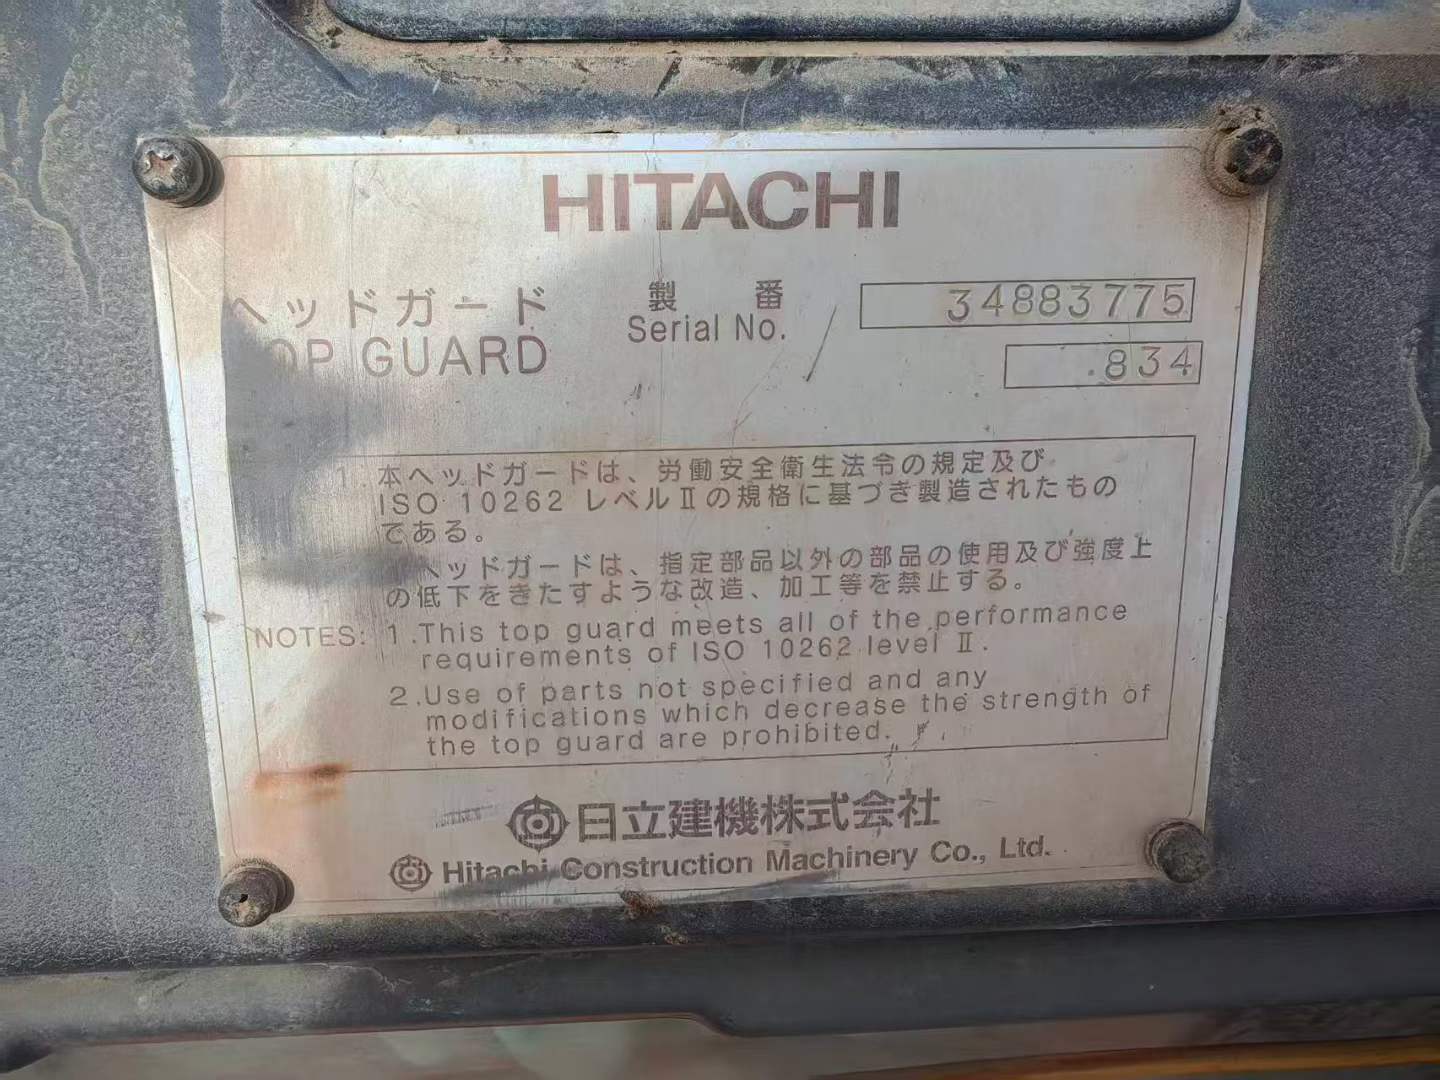 HITACHI
ヘッドガード 製番 34883775
TOP GUARD Serial No.
.834
1. 本ヘッドガードは、労働安全衛生法令の規定及び
ISO 10262 レベルⅡの規格に基づき製造されたもの
である。
ヘッドガードは、指定部品以外の部品の使用及び強度上
の低下をきたすような改造、加工等を禁止する。
NOTES: 1.This top guard meets all of the performance
requirements of ISO 10262 level Ⅱ.
2.Use of parts not specified and any
modifications which decrease the strength of
the top guard are prohibited.
日立建機株式会社
Hitachi Construction Machinery Co., Ltd.